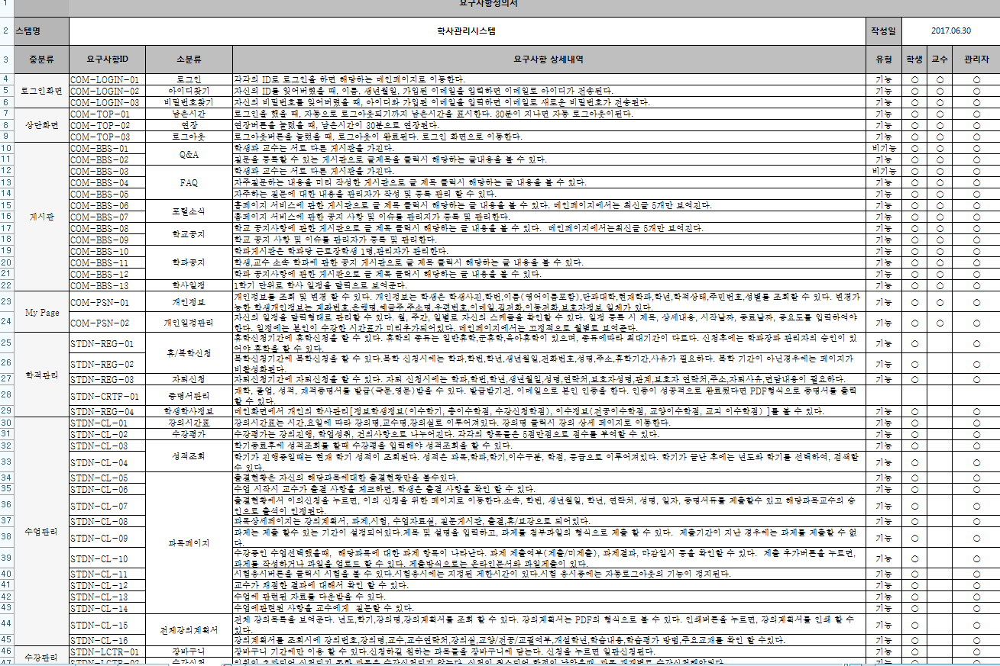 1 요구사항정의서
2 스템명 학사관리시스템 작성일 2017.06.30
3 중분류 요구사항ID 소분류 요구사항 상세내역 유형 학생 교수 관리자
4 로그인화면 COM-LOGIN-01 로그인 각각의 ID로 로그인을 하면 해당하는 메인페이지로 이동한다. 기능 ○ ○ ○
5 COM-LOGIN-02 아이디찾기 자신의 ID를 잊어버렸을 때, 이름, 생년월일, 가입된 이메일을 입력하면 이메일로 아이디가 전송된다. 기능 ○ ○ ○
6 COM-LOGIN-03 비밀번호찾기 자신의 비밀번호를 잊어버렸을 때, 아이디와 가입된 이메일을 입력하면 이메일로 새로운 비밀번호가 전송된다. 기능 ○ ○ ○
7 상단화면 COM-TOP-01 남은시간 로그인을 했을 때, 자동으로 로그아웃되기까지 남은시간을 표시한다. 30분이 지나면 자동 로그아웃이된다. 기능 ○ ○ ○
8 COM-TOP-02 연장 연장버튼을 눌렀을 때, 남은시간이 30분으로 연장된다. 기능 ○ ○ ○
9 COM-TOP-03 로그아웃 로그아웃버튼을 눌렀을 때, 로그아웃이 완료된다. 로그인 화면으로 이동한다. 기능 ○ ○ ○
10 게시판 COM-BBS-01 Q&A 학생과 교수는 서로 다른 게시판을 가진다. 비기능 ○ ○ ○
11 COM-BBS-02 질문을 등록할 수 있는 게시판으로 글제목을 클릭시 해당하는 글내용을 볼 수 있다. 기능 ○ ○ ○
12 COM-BBS-03 FAQ 학생과 교수는 서로 다른 게시판을 가진다. 비기능 ○ ○ ○
13 COM-BBS-04 자주질문하는 내용을 미리 작성한 게시판으로 글 제목 클릭시 해당하는 글 내용을 볼 수 있다. 기능 ○ ○ ○
14 COM-BBS-05 자주하는 질문에 대한 내용을 관리자가 작성 및 등록 관리 할 수 있다. 기능 ○ ○ ○
15 COM-BBS-06 포털소식 홈페이지 서비스에 관한 게시판으로 글 제목 클릭시 해당하는 글 내용을 볼 수 있다. 메인페이지에서는 최신글 5개만 보여진다. 기능 ○ ○ ○
16 COM-BBS-07 홈페이지 서비스에 관한 공지 사항 및 이슈를 관리지가 등록 및 관리한다. 기능 ○ ○ ○
17 COM-BBS-08 학교공지 학교 공지사항에 관한 게시판으로 글 제목 클릭시 해당하는 글 내용을 볼 수 있다. 메인페이지에서는최신글 5개만 보여진다. 기능 ○ ○ ○
18 COM-BBS-09 학교 공지 사항 및 이슈를 관리자가 등록 및 관리한다. 기능 ○ ○ ○
19 COM-BBS-10 학과공지 학과게시판은 학과당 근로장학생 1명,관리자가 관리한다. 기능 ○ ○ ○
20 COM-BBS-11 학생,교수 소속 학과에 관한 공지 게시판으로 글 제목 클릭시 해당하는 글 내용을 볼 수 있다. 기능 ○ ○ ○
21 COM-BBS-12 학과 공지사항에 관한 게시판으로 글 제목 클릭시 해당하는 글 내용을 볼 수 있다. 기능 ○ ○ ○
22 COM-BBS-13 학사일정 1학기 단위로 학사 일정을 달력으로 보여준다. 기능 ○ ○ ○
23 My Page COM-PSN-01 개인정보 개인정보를 조회 및 변경 할 수 있다. 개인정보는 학생은 학생사진,학번,이름(영어이름포함),단과대학,현재학과,학년,학적상태,주민번호,성별를 조회할 수 있다. 변경가 기능 ○ ○ ○
능한 학생개인정보는 계좌번호,은행명,예금주,주소명,우편번호,이메일,집전화,이동전화,보호자정보 일체가 있다.
24 COM-PSN-02 개인일정관리 자신의 일정을 달력형태로 관리할 수 있다. 월, 주간, 일별로 자신의 스케쥴을 확인할 수 있다. 일정 등록 시 제목, 상세내용, 시작날짜, 종료날짜, 중요도를 입력하여야 기능 ○ ○ ○
한다. 일정에는 본인이 수강한 시간표가 미리추가되어있다. 메인페이지에서는 고정적으로 월별로 보여준다.
25 학적관리 STDN-REG-01 휴/복학신청 휴학신청기간에 휴학신청을 할 수 있다. 휴학의 종류는 일반휴학,군휴학,육아휴학이 있으며, 종류에따라 최대기간이 다르다. 신청후에는 학과장과 관리자의 승인이 있 기능 ○ ○
어야 휴학을 할 수 있다.
26 STDN-REG-02 복학신청기간에 복학신청을 할 수 있다.복학 신청시에는 학과,학번,학년,생년월일,전화번호,성명,주소,휴학기간,사유가 필요하다. 복학 기간이 아닌경우에는 페이지가 기능 ○ ○
비활성화된다.
27 STDN-REG-03 자퇴신청 자퇴신청기간에 자퇴신청을 할 수 있다. 자퇴 신청시에는 학과,학번,학년,생년월일,성명,연락처,보호자성명,관계,보호자 연락처,주소,자퇴사유,면담내용이 필요하다. 기능 ○ ○
28 STDN-CRTF-01 증명서관리 재학, 졸업, 성적, 재적증명서를 발급(국문,영문)받을 수 있다. 발급받기전, 이메일으로 본인 인증을 한다. 인증이 성공적으로 완료됬다면 PDF형식으로 증명서를 출력
할 수 있다.
29 STDN-REG-04 학생학사정보 메인화면에서 개인의 학사관리[정보학생정보(이수학기, 총이수학점, 수강신청학점), 이수정보(전공이수학점, 교양이수학점, 교직 이수학점) ]를 볼 수 있다. 기능 ○ ○
30 수업관리 STDN-CL-01 강의시간표 강의시간표는 시간,요일에 따라 강의명,교수명,강의실로 이루어져있다. 강의명 클릭시 강의 상세 페이지로 이동한다. 기능 ○ ○
31 STDN-CL-02 수강평가 수강평가는 강의진행, 학업성취, 건의사항으로 나누어진다. 각각의 항목들은 5점만점으로 점수를 부여할 수 있다. 기능 ○ ○
32 STDN-CL-03 성적조회 학기종료후에 성적조회를 할때 수강평을 입력해야 성적조회를 할 수 있다. 기능 ○ ○
33 STDN-CL-04 학기가 진행중일때는 현재 학기 성적이 조회된다. 성적은 과목,학과,학기,이수구분, 학점, 등급으로 이루어져있다. 학기가 끝난 후에는 년도와 학기를 선택하여, 검색할 기능 ○ ○
수 있다.
34 STDN-CL-05 과목페이지 출결현황은 자신의 해당과목에대한 출결현황만을 볼수있다. 기능 ○ ○
35 STDN-CL-06 수업 시작시 교수가 출결 사항을 체크하면, 학생은 출결 사항을 확인 할 수 있다. 기능 ○ ○
36 STDN-CL-07 출결현황에서 이의신청을 누르면, 이의 신청을 위한 페이지로 이동한다.소속, 학번, 생년월일, 학년, 연락처, 성명, 일자, 증명서류를 제출할수 있고 해당과목교수의 승 기능 ○ ○
인으로 출석이 인정된다.
37 STDN-CL-08 과목상세페이지는 강의계획서, 과제,시험, 수업자료실, 질문게시판, 출결,휴/보강으로 되어있다. 기능 ○ ○
38 STDN-CL-09 과제는 제출 할수 있는 기간이 설정되어있다.제목 및 설명을 입력하고, 과제를 첨부파일의 형식으로 제출 할 수 있다. 제출기간이 지난 경우에는 과제를 제출할 수 없 기능 ○ ○
다.
39 STDN-CL-10 수강중인 수업선택했을때, 해당과목에 대한 과제 항목이 나타난다. 과제 제출여부(제출/미제출), 과제결과, 마감일시 등을 확인할 수 있다. 제출 추가버튼을 누르면, 기능 ○ ○
과제를 작성하거나 파일을 업로드 할 수 있다. 제출방식으로는 온라인문서와 파일제출이 있다.
40 STDN-CL-11 시험응시버튼을 클릭시 시험을 볼 수 있다.시험응시에는 지정된 제한시간이 있다.시험 응시중에는 자동로그아웃의 기능이 정지된다. 기능 ○ ○
41 STDN-CL-12 교수가 채점한 결과에 대해서 확인 할 수 있다. 기능 ○ ○
42 STDN-CL-13 수업에 관련된 자료를 다운받을 수 있다. 기능 ○ ○
43 STDN-CL-14 수업에관련된 사항을 교수에게 질문할 수 있다. 기능 ○ ○
44 STDN-CL-15 전체강의계획서 전체 강의목록을 보여준다. 년도,학기,강의명,강의계획서를 조회 할 수 있다. 강의계획서는 PDF의 형식으로 볼 수 있다. 인쇄버튼을 누르면, 강의계획서를 인쇄 할 수 기능 ○ ○
있다.
45 STDN-CL-16 강의계획서를 조회시에 강의번호,강의명,교수,교수연락처,강의실,교양/전공/교필여부,개설학년,학습내용,학습평가 방법,주요교재를 확인 할 수있다. 기능 ○ ○
46 수강관리 STDN-LCTR-01 장바구니 장바구니 기간에만 이용 할 수 있다.신청하길 원하는 과목들을 장바구니에 담는다. 신청을 누르면 일괄신청된다. 기능 ○ ○
47 STDN-LCTR-02 수강신청